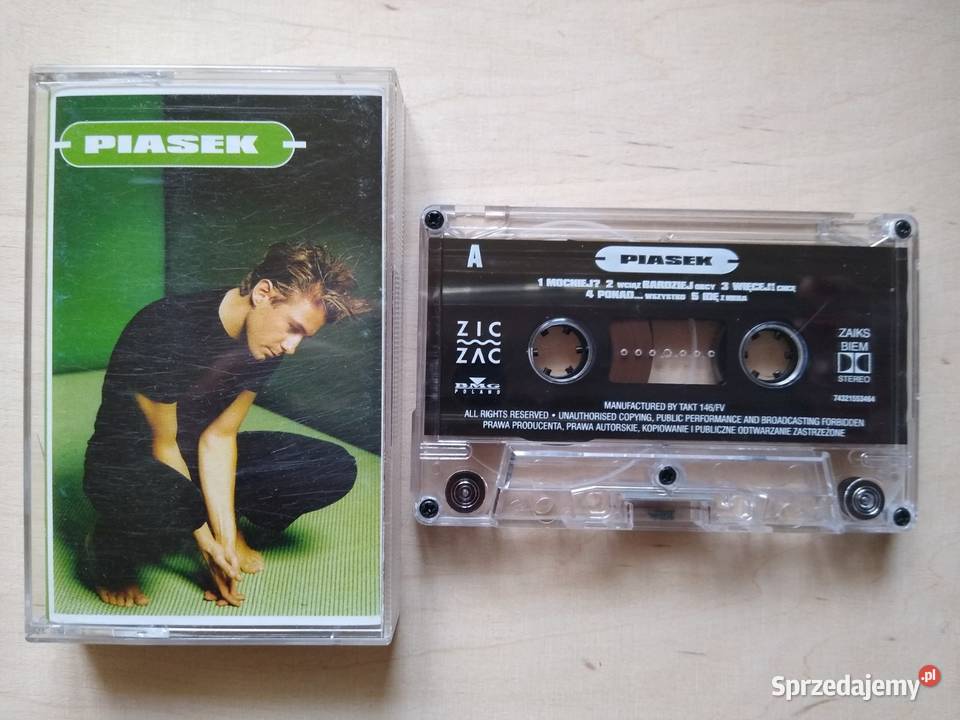 PIASEK
A
PIASEK
1 MOCNIEJ? 2 WCIĄŻ BARDZIEJ OBCY 3 WIĘCEJ! CHCĘ
4 PONAD... WSZYSTKO 5 IDĘ Z NIKĄD
ZIC
ZAC
BMG
POLAND
ZAIKS
BIEM
STEREO
74321553464
MANUFACTURED BY TAKT 146/FV
ALL RIGHTS RESERVED • UNAUTHORISED COPYING, PUBLIC PERFORMANCE AND BROADCASTING FORBIDDEN
PRAWA PRODUCENTA, PRAWA AUTORSKIE, KOPIOWANIE I PUBLICZNE ODTWARZANIE ZASTRZEŻONE
Sprzedajemy.pl